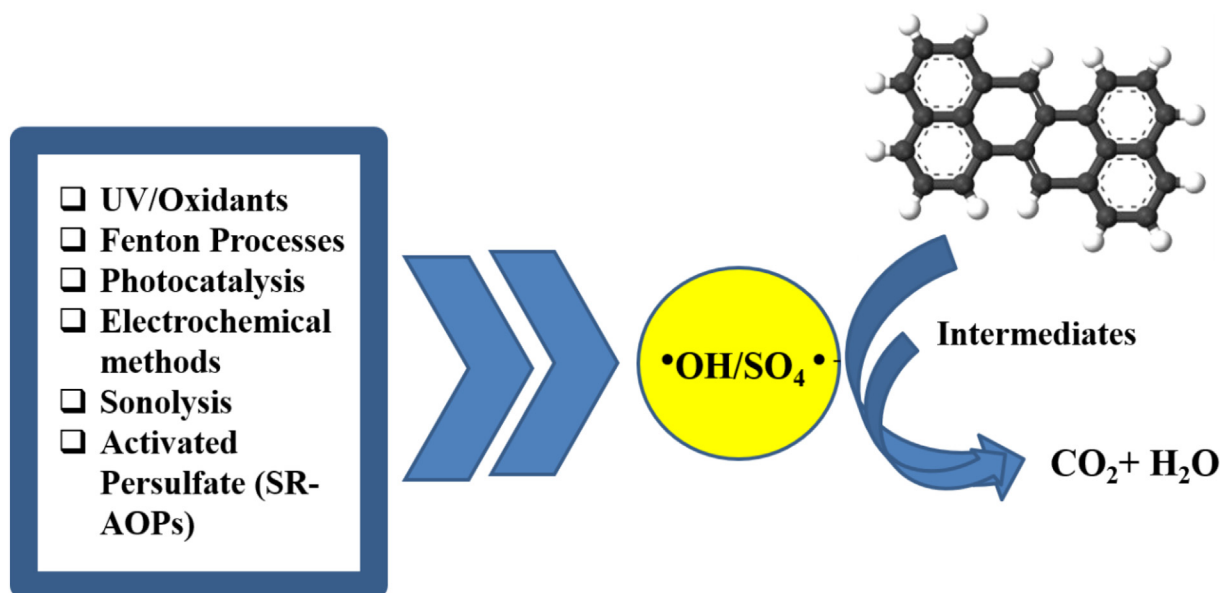 ❑ UV/Oxidants
❑ Fenton Processes
❑ Photocatalysis
❑ Electrochemical
methods
❑ Sonolysis
❑ Activated
Persulfate (SR-
AOPs)
•OH/SO₄ •-
Intermediates
CO₂+ H₂O